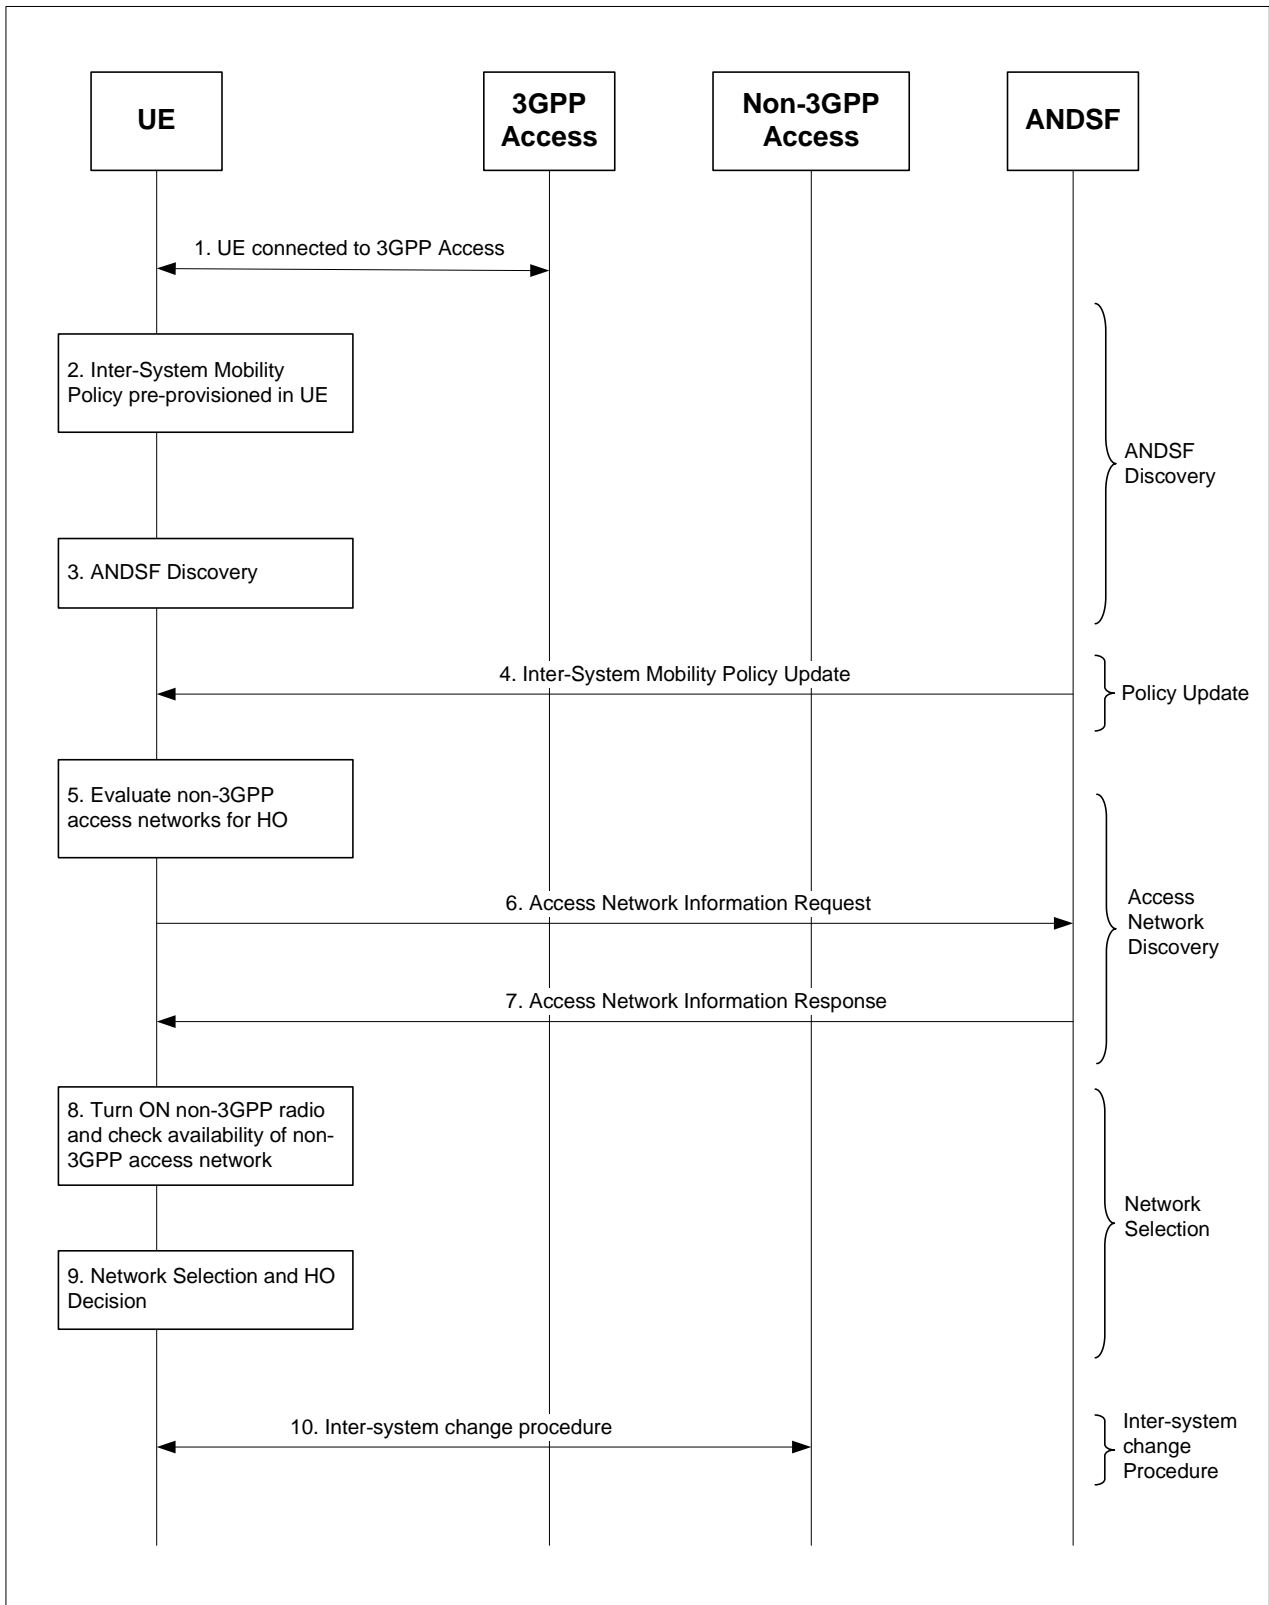 UE
3GPP
Access
Non-3GPP
Access
ANDSF
1. UE connected to 3GPP Access
2. Inter-System Mobility
Policy pre-provisioned in UE
ANDSF
Discovery
3. ANDSF Discovery
4. Inter-System Mobility Policy Update
Policy Update
5. Evaluate non-3GPP
access networks for HO
6. Access Network Information Request
Access
Network
Discovery
7. Access Network Information Response
8. Turn ON non-3GPP radio
and check availability of non-
3GPP access network
Network
Selection
9. Network Selection and HO
Decision
10. Inter-system change procedure
Inter-system
change
Procedure